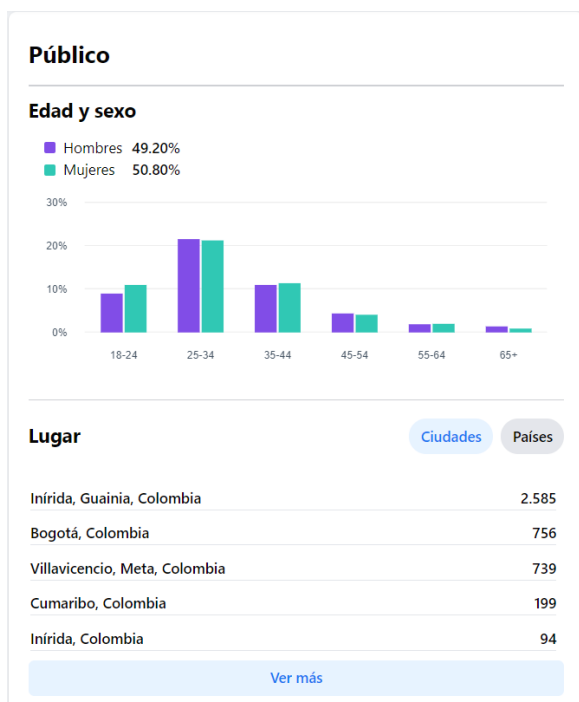 Público
Edad y sexo
Hombres 49.20%
Mujeres 50.80%
30%
20%
10%
0%
18-24 25-34 35-44 45-54 55-64 65+
Lugar Ciudades Países
Inírida, Guainia, Colombia 2.585
Bogotá, Colombia 756
Villavicencio, Meta, Colombia 739
Cumaribo, Colombia 199
Inírida, Colombia 94
Ver más